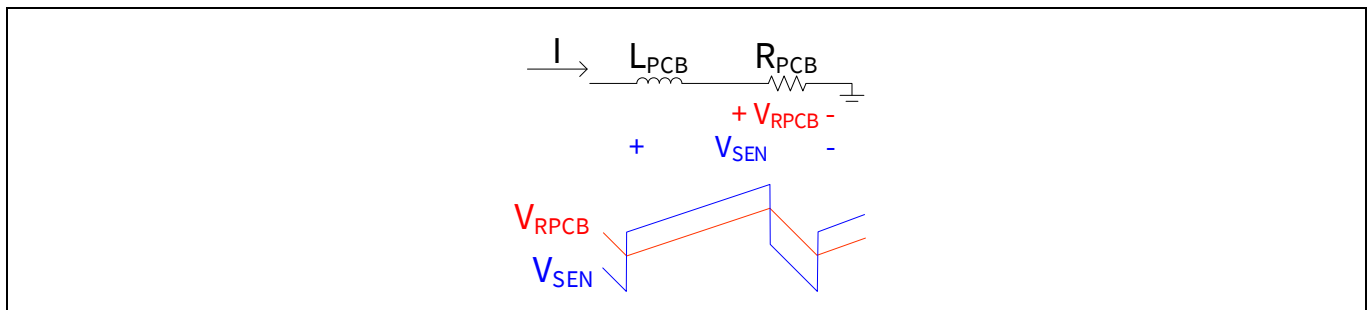 I LPCB RPCB
+ VRPCB -
+ VSEN -
VRPCB
VSEN